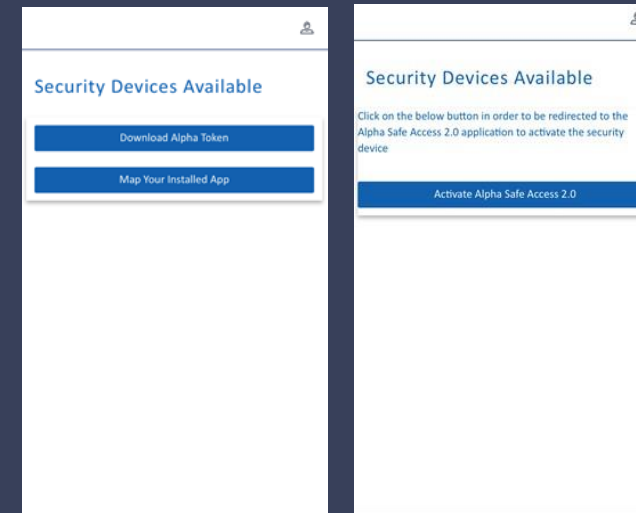 Security Devices Available
Download Alpha Token
Map Your Installed App
Security Devices Available
Click on the below button in order to be redirected to the
Alpha Safe Access 2.0 application to activate the security
device
Activate Alpha Safe Access 2.0